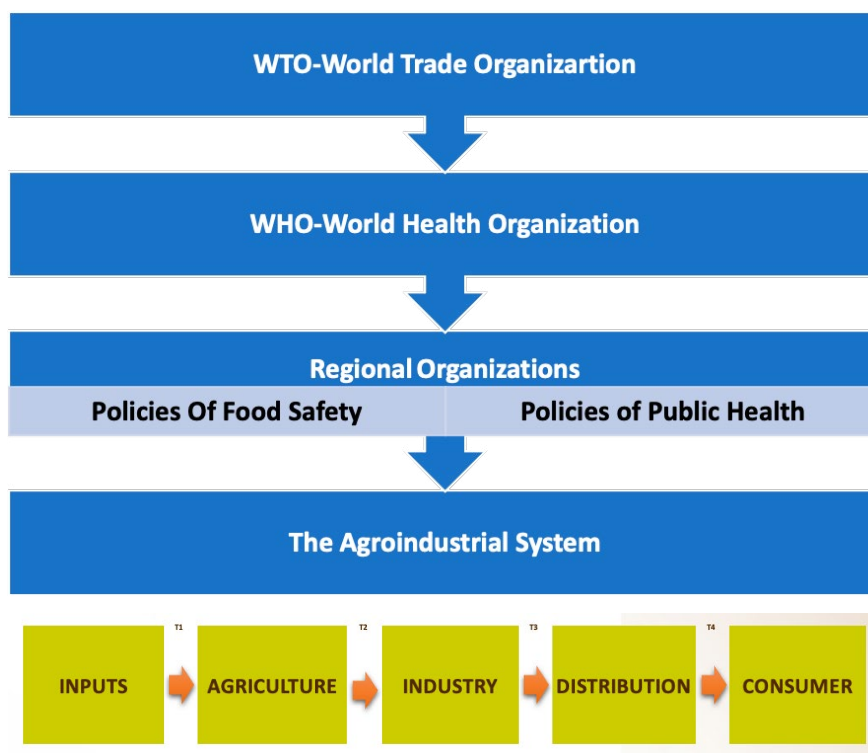 WTO-World Trade Organizartion
WHO-World Health Organization
Regional Organizations
Policies Of Food Safety
Policies of Public Health
The Agroindustrial System
T1
T2
T3
T4
INPUTS
AGRICULTURE
INDUSTRY
DISTRIBUTION
CONSUMER